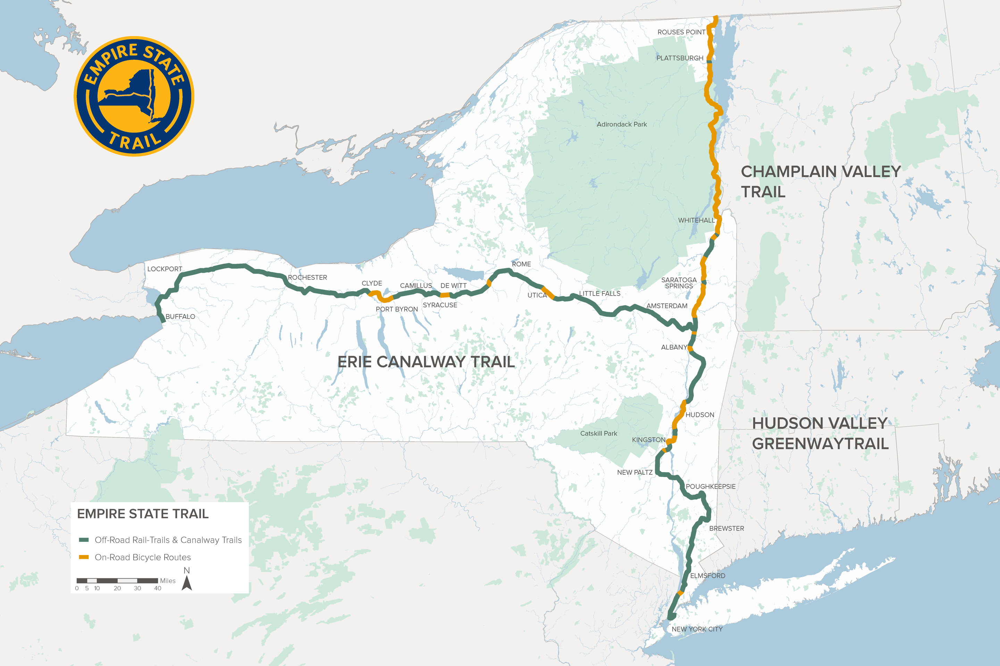 EMPIRE STATE
TRAIL
ROUSES POINT
PLATTSBURGH
Adirondack Park
CHAMPLAIN VALLEY
TRAIL
WHITEHALL
LOCKPORT
ROCHESTER
CLYDE
CAMILLUS
DE WITT
ROME
SARATOGA
SPRINGS
UTICA
LITTLE FALLS
AMSTERDAM
SYRACUSE
PORT BYRON
BUFFALO
ALBANY
ERIE CANALWAY TRAIL
HUDSON
HUDSON VALLEY
GREENWAYTRAIL
Catskill Park
KINGSTON
NEW PALTZ
POUGHKEEPSIE
BREWSTER
ELMSFORD
NEW YORK CITY
EMPIRE STATE TRAIL
Off-Road Rail-Trails & Canalway Trails
On-Road Bicycle Routes
N
Miles
0 5 10 20 30 40